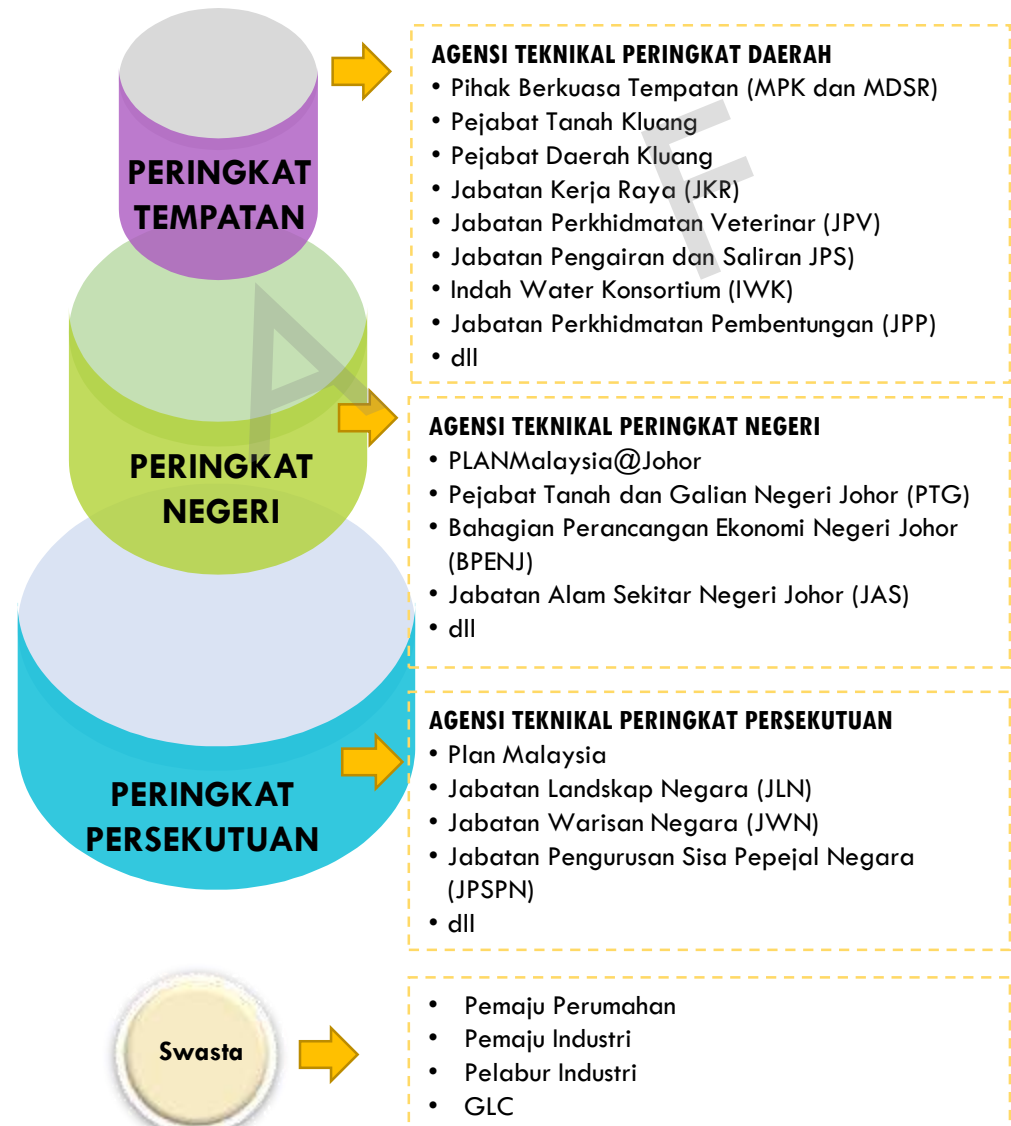 PERINGKAT
TEMPATAN
AGENSI TEKNIKAL PERINGKAT DAERAH
• Pihak Berkuasa Tempatan (MPK dan MDSR)
• Pejabat Tanah Kluang
• Pejabat Daerah Kluang
• Jabatan Kerja Raya (JKR)
• Jabatan Perkhidmatan Veterinar (JPV)
• Jabatan Pengairan dan Saliran JPS)
• Indah Water Konsortium (IWK)
• Jabatan Perkhidmatan Pembentungan (JPP)
• dll
PERINGKAT
NEGERI
AGENSI TEKNIKAL PERINGKAT NEGERI
• PLANMalaysia@Johor
• Pejabat Tanah dan Galian Negeri Johor (PTG)
• Bahagian Perancangan Ekonomi Negeri Johor
(BPENJ)
• Jabatan Alam Sekitar Negeri Johor (JAS)
• dll
PERINGKAT
PERSEKUTUAN
AGENSI TEKNIKAL PERINGKAT PERSEKUTUAN
• Plan Malaysia
• Jabatan Landskap Negara (JLN)
• Jabatan Warisan Negara (JWN)
• Jabatan Pengurusan Sisa Pepejal Negara
(JPSPN)
• dll
Swasta
• Pemaju Perumahan
• Pemaju Industri
• Pelabur Industri
• GLC
A
F